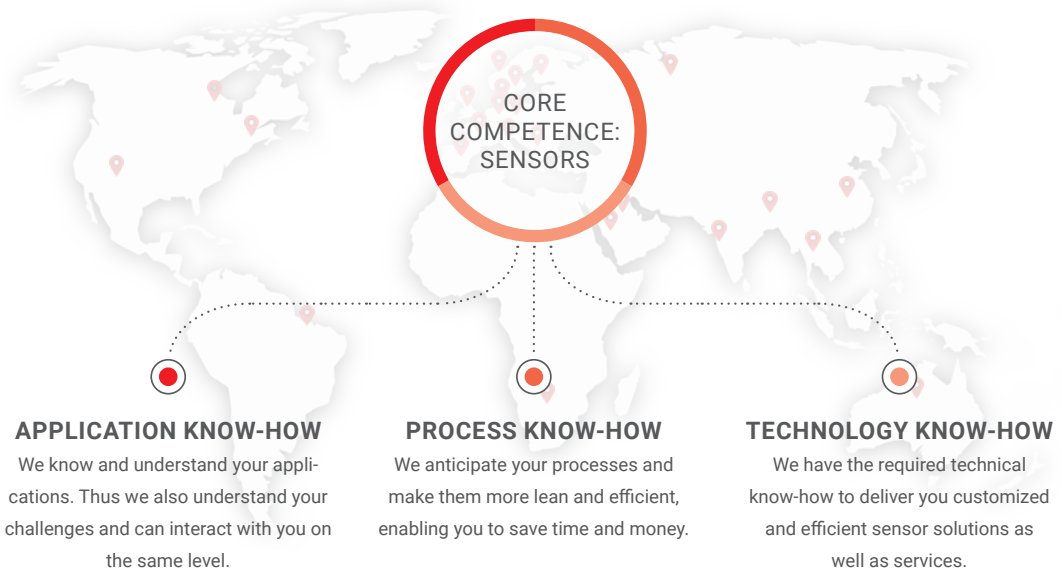 CORE
COMPETENCE:
SENSORS
APPLICATION KNOW-HOW
We know and understand your appli-
cations. Thus we also understand your
challenges and can interact with you on
the same level.
PROCESS KNOW-HOW
We anticipate your processes and
make them more lean and efficient,
enabling you to save time and money.
TECHNOLOGY KNOW-HOW
We have the required technical
know-how to deliver you customized
and efficient sensor solutions as
well as services.